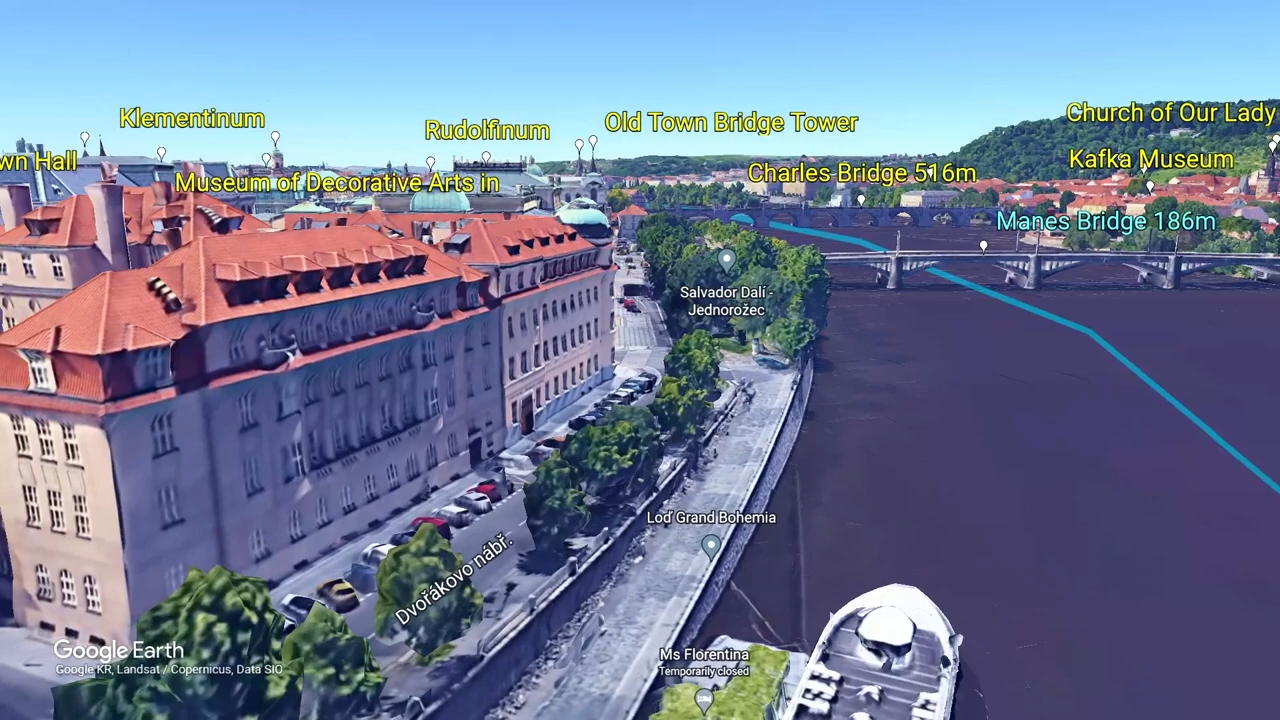 Klementinum
Rudolfinum
Old Town Bridge Tower
Church of Our Lady
wn Hall
Museum of Decorative Arts in
Charles Bridge 516m
Kafka Museum
Manes Bridge 186m
Salvador Dalí -
Jednorožec
Loď Grand Bohemia
Dvořákovo nábř.
Google Earth
Google KR, Landsat / Copernicus, Data SIO
Ms Florentina
Temporarily closed